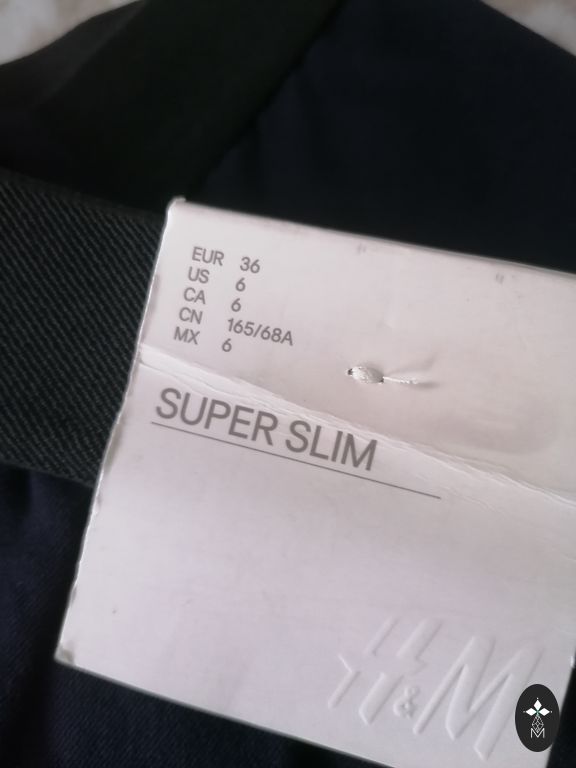 EUR 36
US 6
CA 6
CN 165/68A
MX 6
SUPER SLIM
H&M
M